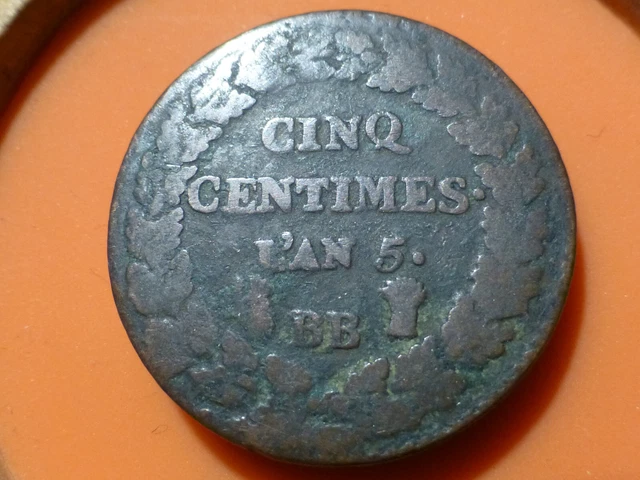 CINQ
CENTIMES.
L'AN 5.
BB